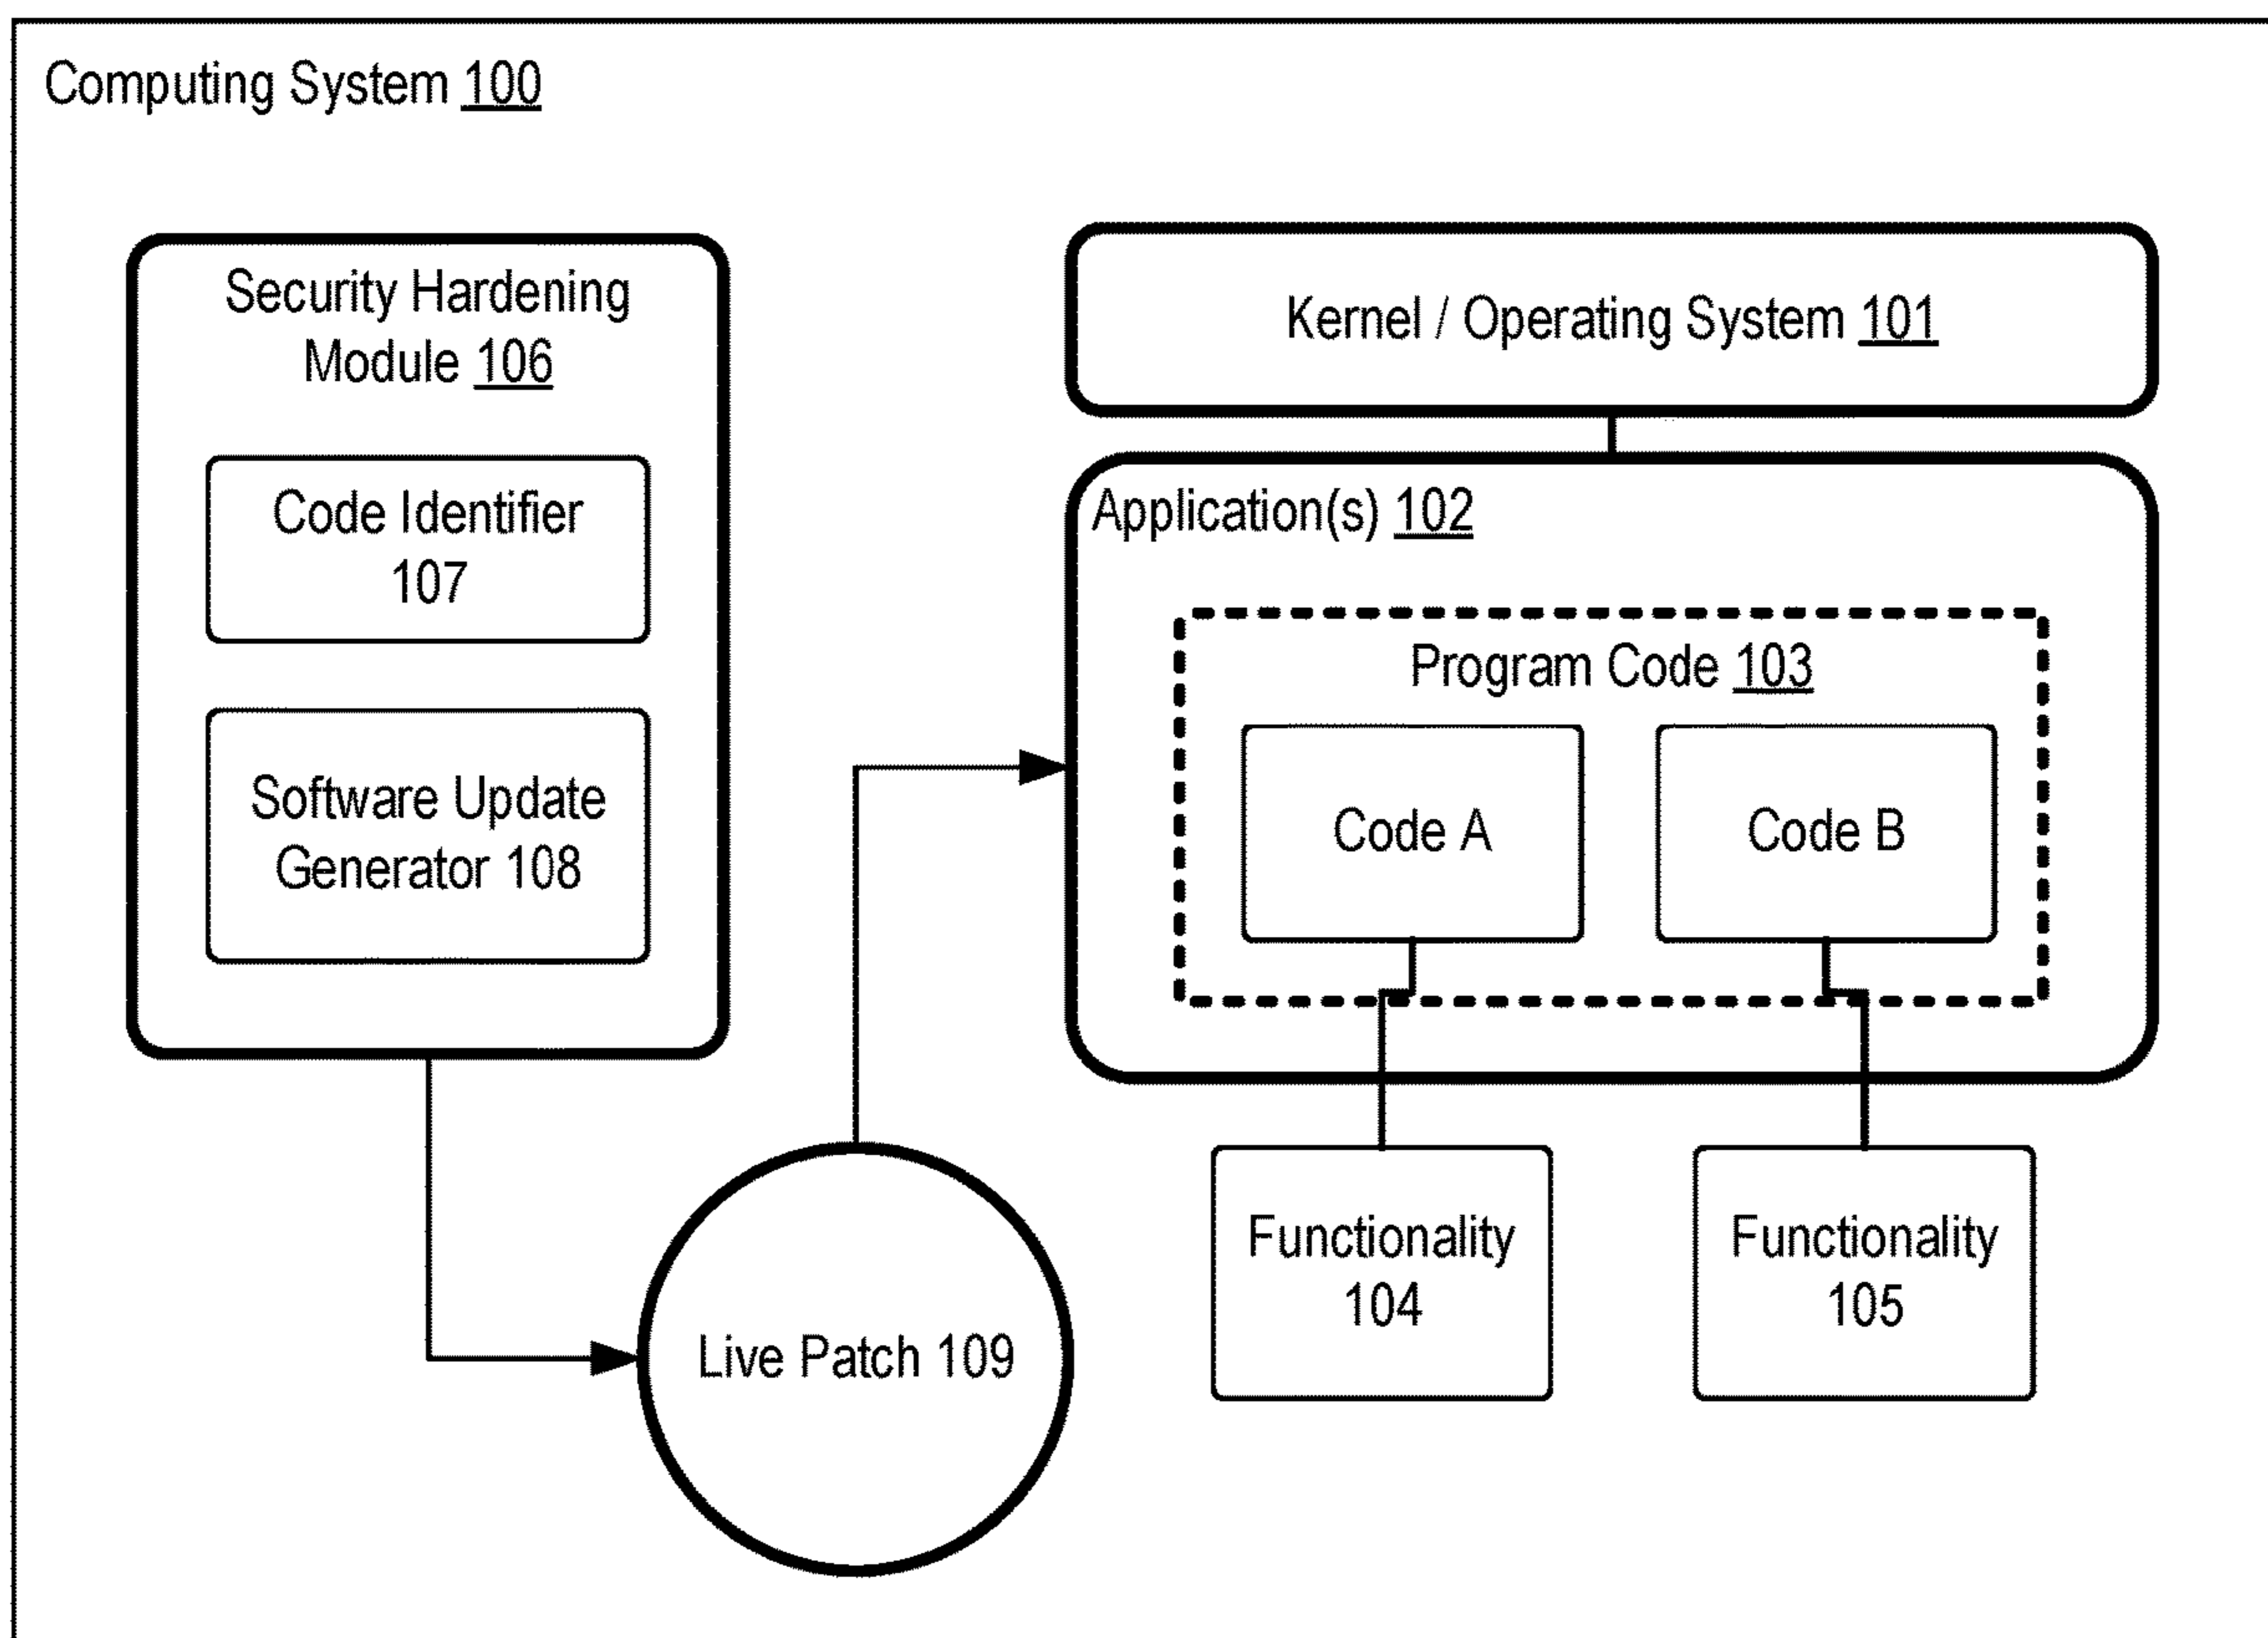 Computing System 100
Security Hardening
Module 106
Code Identifier
107
Software Update
Generator 108
Kernel / Operating System 101
Application(s) 102
Program Code 103
Code A
Code B
Functionality
104
Functionality
105
Live Patch 109